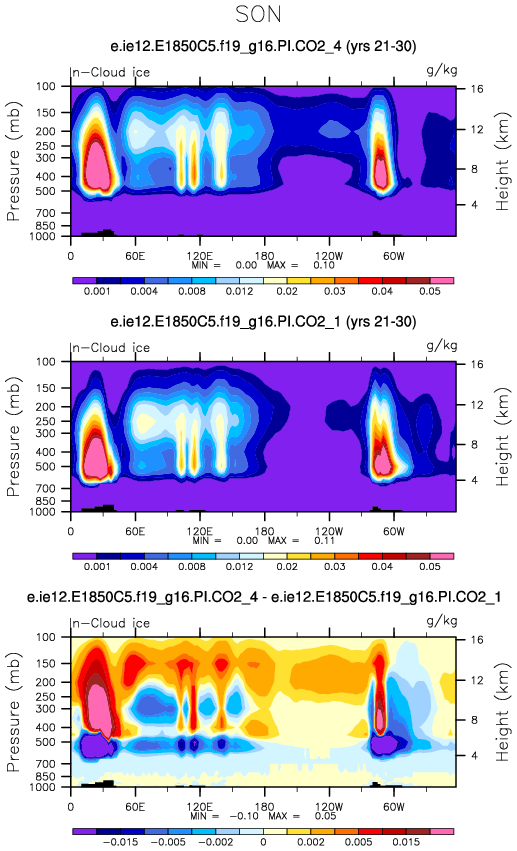 SON
e.ie12.E1850C5.f19_g16.PI.CO2_4 (yrs 21-30)
n-Cloud ice g/kg
Pressure (mb)
Height (km)
100
150
200
250
300
400
500
700
850
1000
16
12
8
4
0 60E 120E 180 120W 60W
MIN = 0.00 MAX = 0.10
0.001 0.004 0.008 0.012 0.02 0.03 0.04 0.05
e.ie12.E1850C5.f19_g16.PI.CO2_1 (yrs 21-30)
n-Cloud ice g/kg
Pressure (mb)
Height (km)
100
150
200
250
300
400
500
700
850
1000
16
12
8
4
0 60E 120E 180 120W 60W
MIN = 0.00 MAX = 0.11
0.001 0.004 0.008 0.012 0.02 0.03 0.04 0.05
e.ie12.E1850C5.f19_g16.PI.CO2_4 - e.ie12.E1850C5.f19_g16.PI.CO2_1
n-Cloud ice g/kg
Pressure (mb)
Height (km)
100
150
200
250
300
400
500
700
850
1000
16
12
8
4
0 60E 120E 180 120W 60W
MIN = -0.10 MAX = 0.05
-0.015 -0.005 -0.002 0 0.002 0.005 0.015